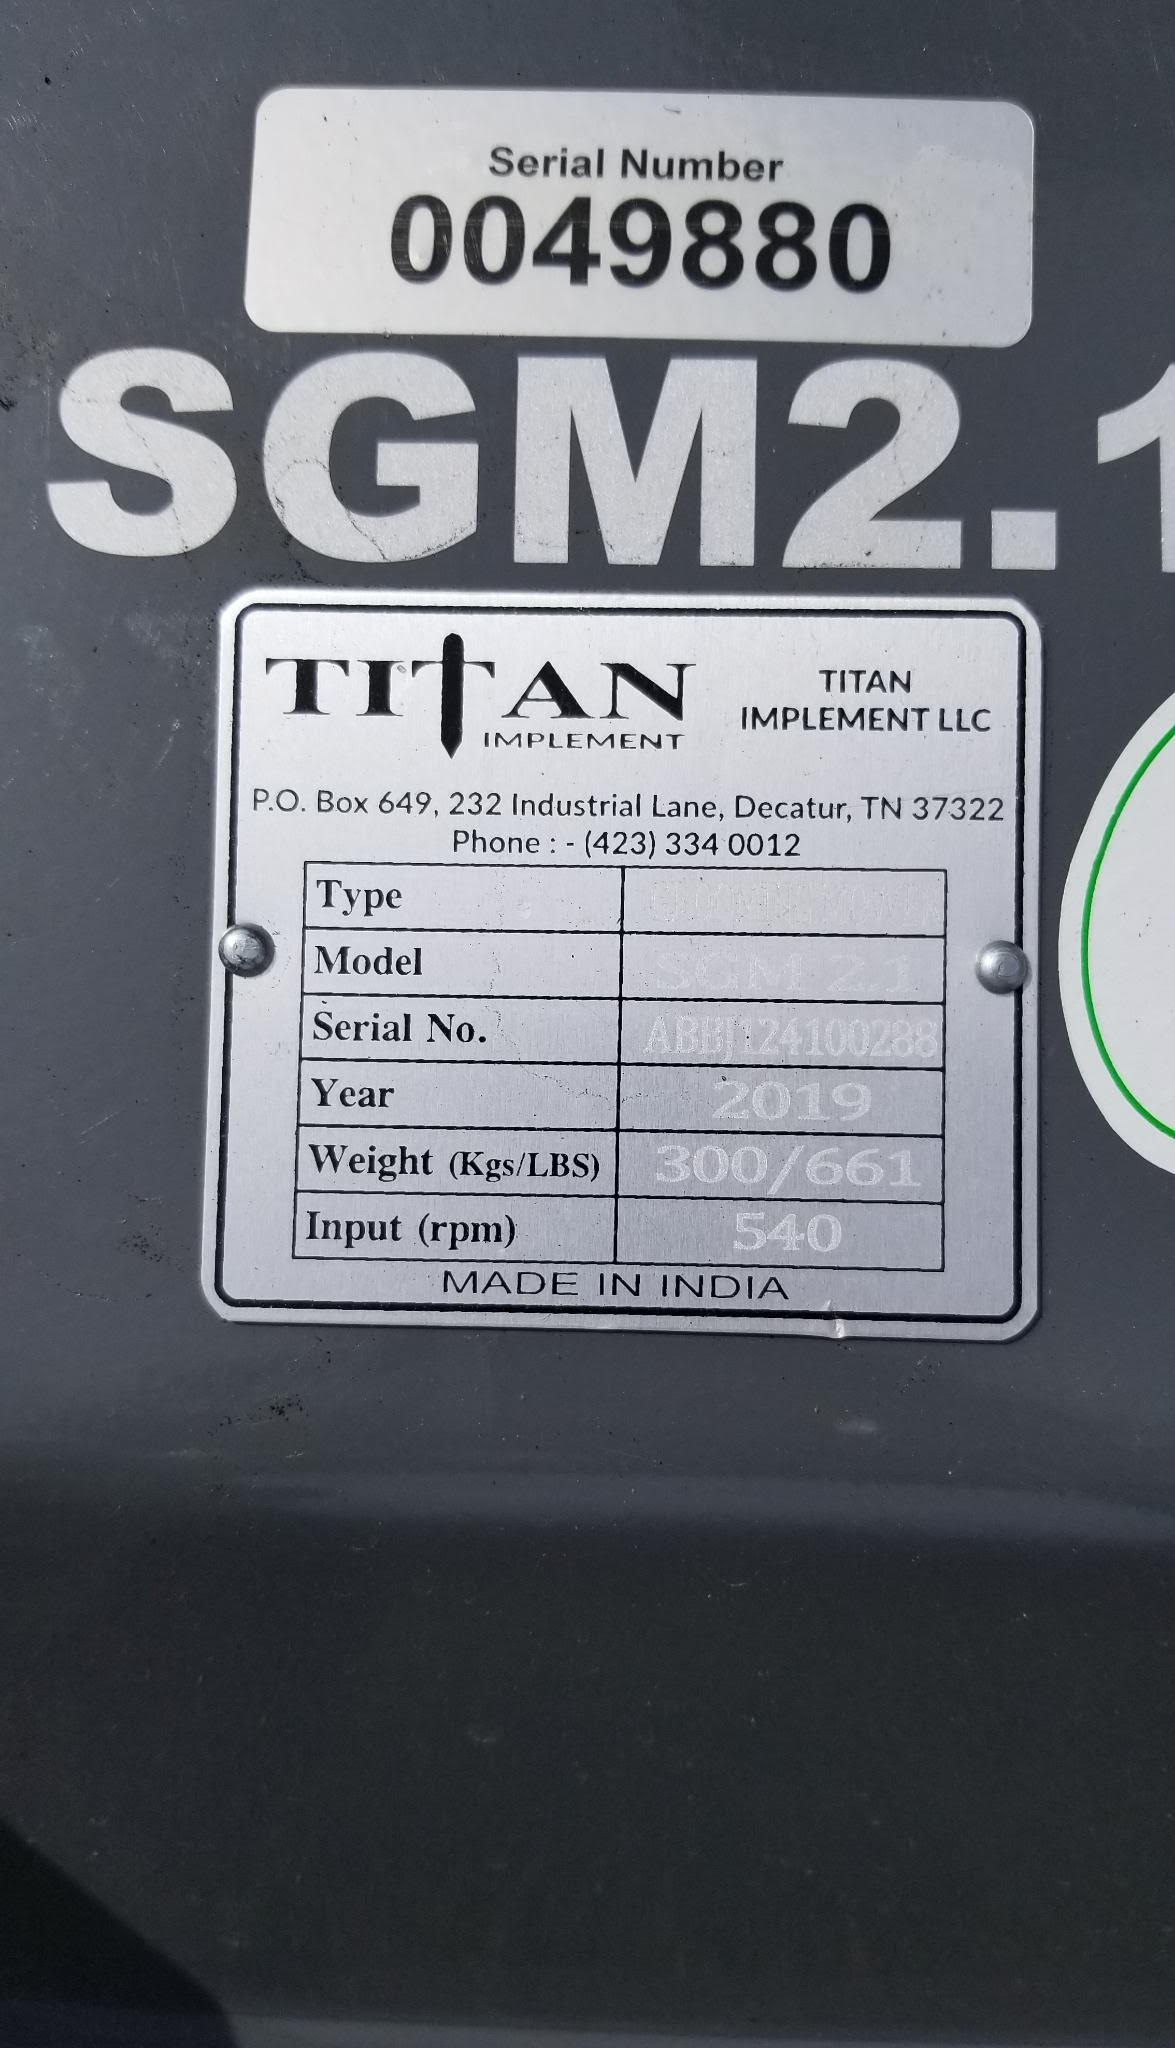 Serial Number
0049880
SGM2.1
TITAN
IMPLEMENT
TITAN
IMPLEMENT LLC
P.O. Box 649, 232 Industrial Lane, Decatur, TN 37322
Phone : - (423) 334 0012
Type GROOMING MOWER
Model SGM 2.1
Serial No. ABBJ124100288
Year 2019
Weight (Kgs/LBS) 300/661
Input (rpm) 540
MADE IN INDIA